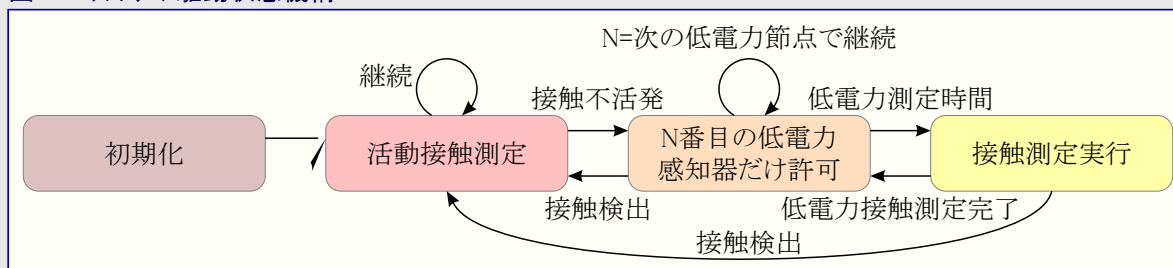 N=次の低電力節点で継続
継続
接触不活発
低電力測定時間
初期化
活動接触測定
N番目の低電力
感知器だけ許可
接触測定実行
接触検出
低電力接触測定完了
接触検出